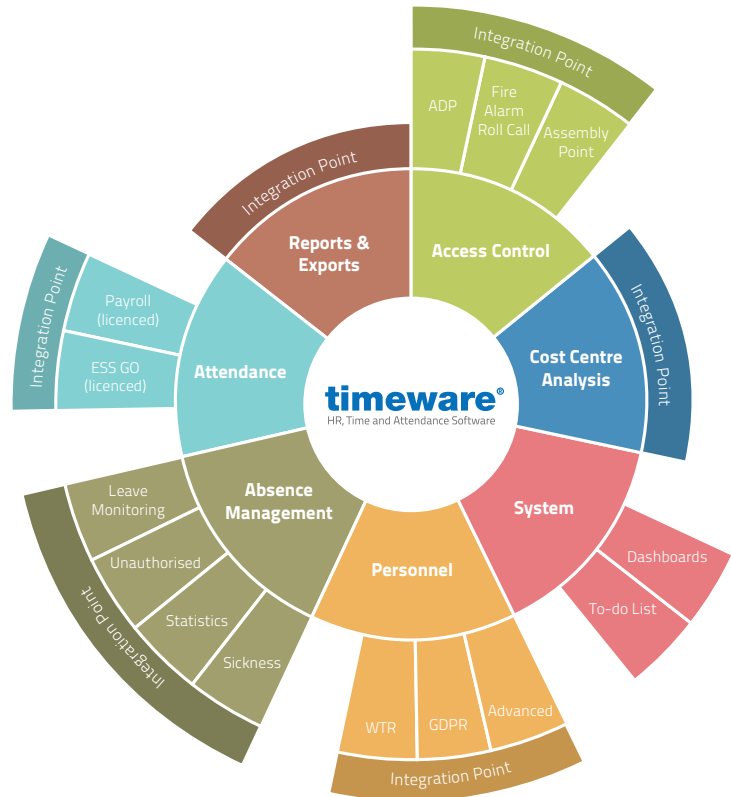 Integration Point
ADP
Fire
Alarm
Roll Call
Assembly
Point
Access Control
Integration Point
Reports &
Exports
Integration Point
Cost Centre
Analysis
Integration Point
Payroll
(licenced)
ESS GO
(licenced)
Attendance
timeware®
HR, Time and Attendance Software
System
Dashboards
To-do List
Absence
Management
Leave
Monitoring
Unauthorised
Statistics
Sickness
Integration Point
Personnel
WTR
GDPR
Advanced
Integration Point